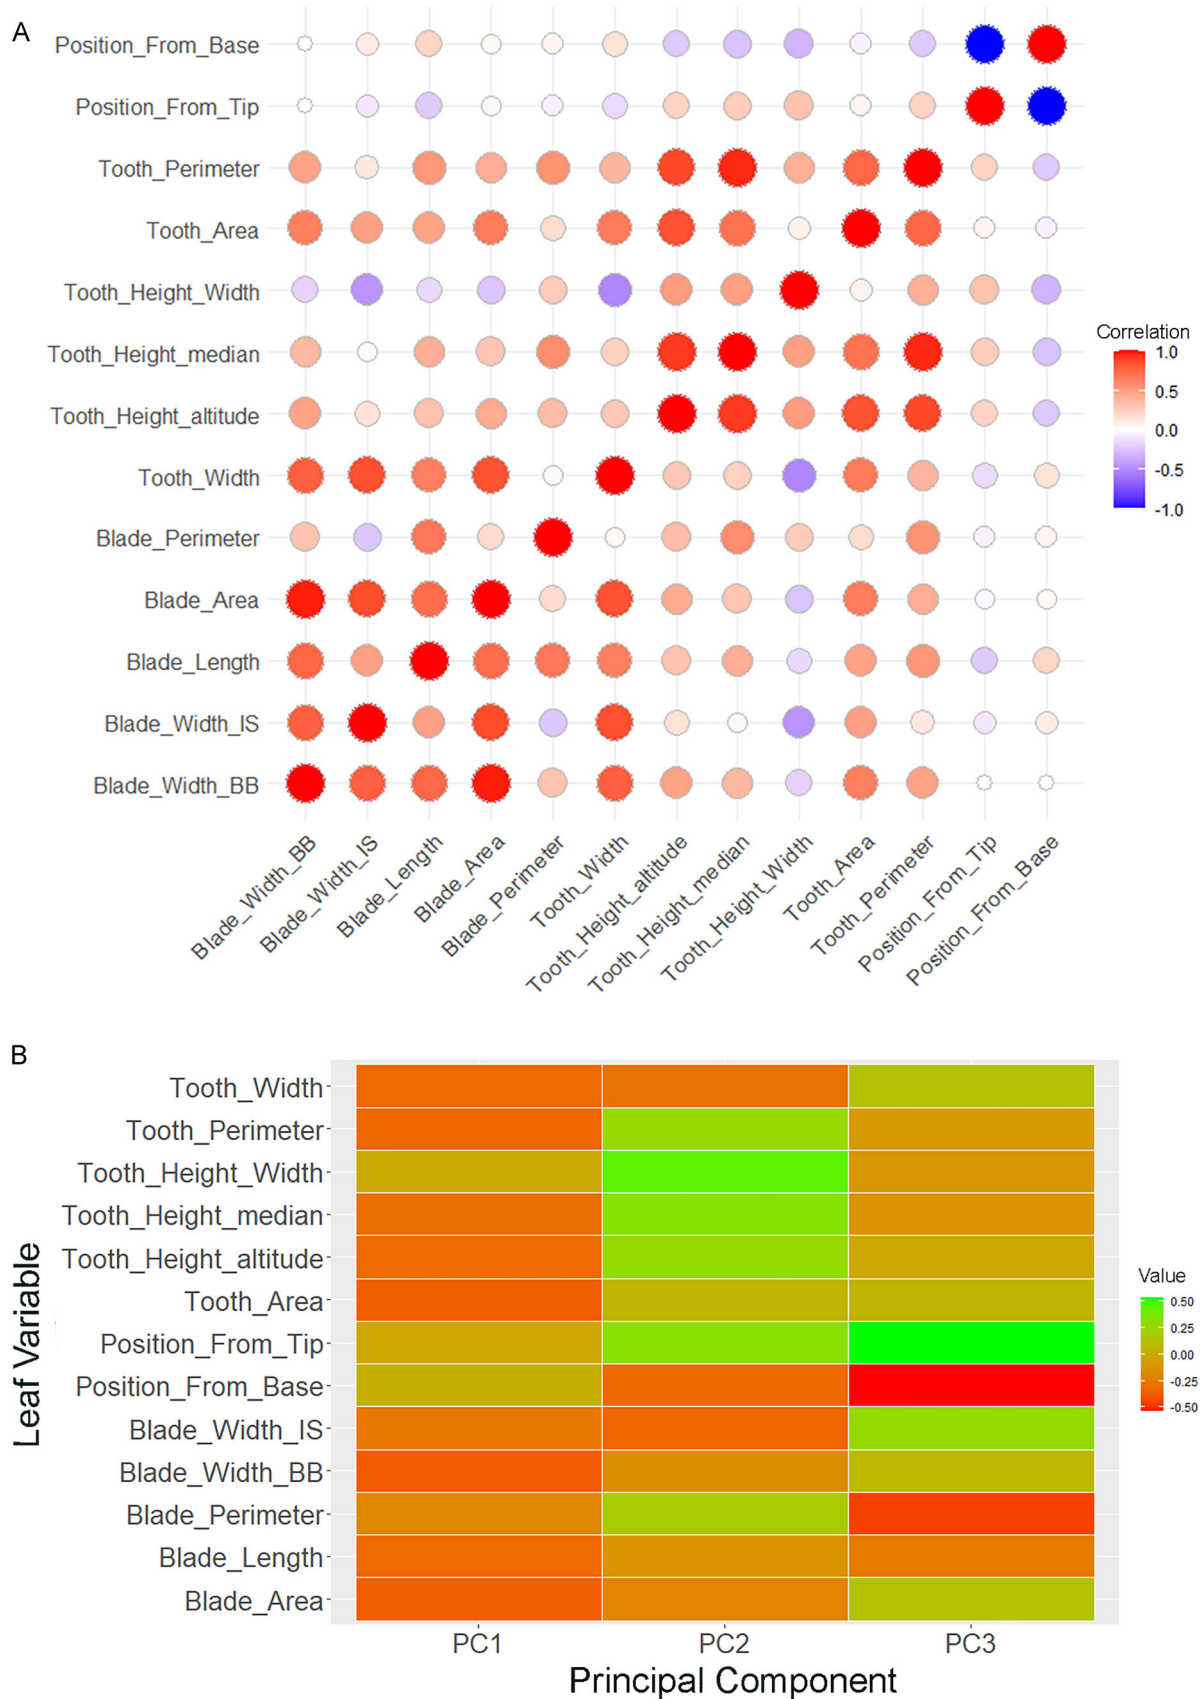 A
Position_From_Base
Position_From_Tip
Tooth_Perimeter
Tooth_Area
Tooth_Height_Width
Tooth_Height_median
Tooth_Height_altitude
Tooth_Width
Blade_Perimeter
Blade_Area
Blade_Length
Blade_Width_IS
Blade_Width_BB
Blade_Width_BB
Blade_Width_IS
Blade_Length
Blade_Area
Blade_Perimeter
Tooth_Width
Tooth_Height_altitude
Tooth_Height_median
Tooth_Height_Width
Tooth_Area
Tooth_Perimeter
Position_From_Tip
Position_From_Base
Correlation
1.0
0.5
0.0
-0.5
-1.0
B
Leaf Variable
Tooth_Width
Tooth_Perimeter
Tooth_Height_Width
Tooth_Height_median
Tooth_Height_altitude
Tooth_Area
Position_From_Tip
Position_From_Base
Blade_Width_IS
Blade_Width_BB
Blade_Perimeter
Blade_Length
Blade_Area
PC1 PC2 PC3
Principal Component
Value
0.50
0.25
0.00
-0.25
-0.50